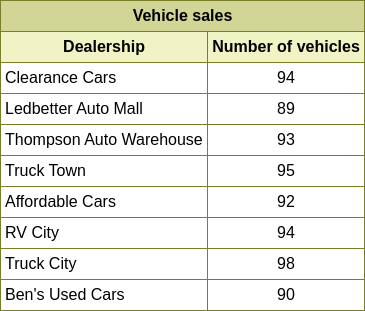 Vehicle sales
Dealership Number of vehicles
Clearance Cars 94
Ledbetter Auto Mall 89
Thompson Auto Warehouse 93
Truck Town 95
Affordable Cars 92
RV City 94
Truck City 98
Ben's Used Cars 90